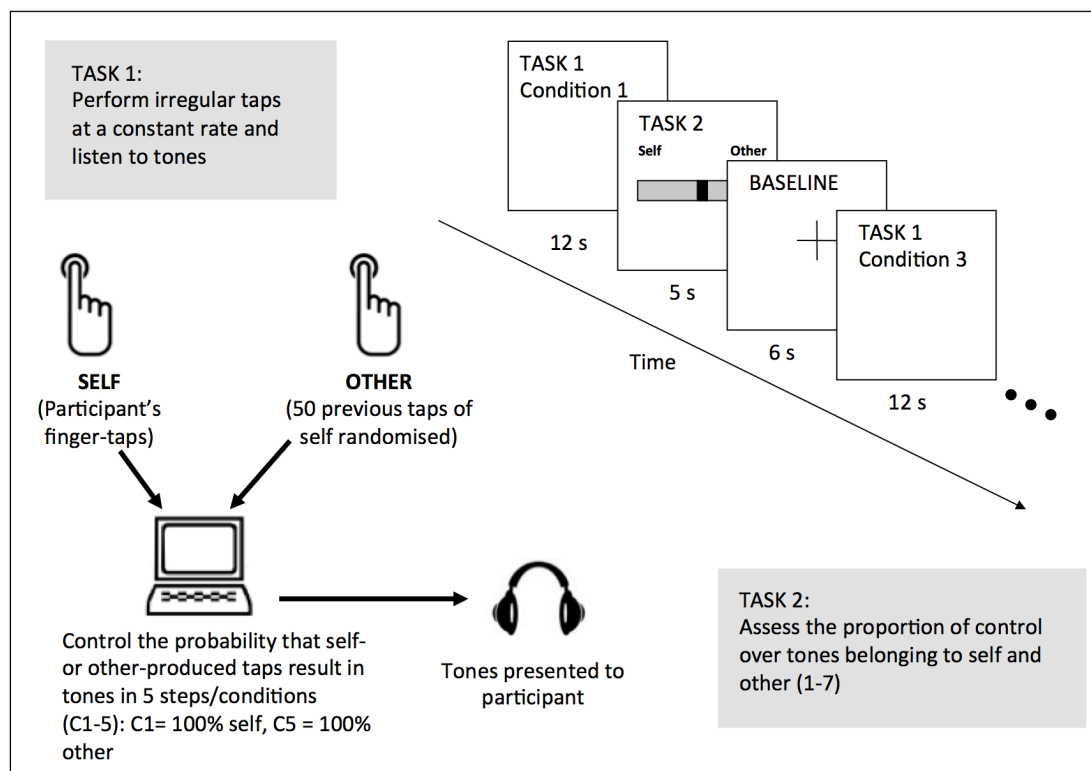 TASK 1:
Perform irregular taps
at a constant rate and
listen to tones
TASK 1
Condition 1
TASK 2
Self Other
BASELINE
TASK 1
Condition 3
12 s
5 s
6 s
12 s
Time
SELF
(Participant's
finger-taps)
OTHER
(50 previous taps of
self randomised)
Control the probability that self-
or other-produced taps result in
tones in 5 steps/conditions
(C1-5): C1= 100% self, C5 = 100%
other
Tones presented to
participant
TASK 2:
Assess the proportion of control
over tones belonging to self and
other (1-7)